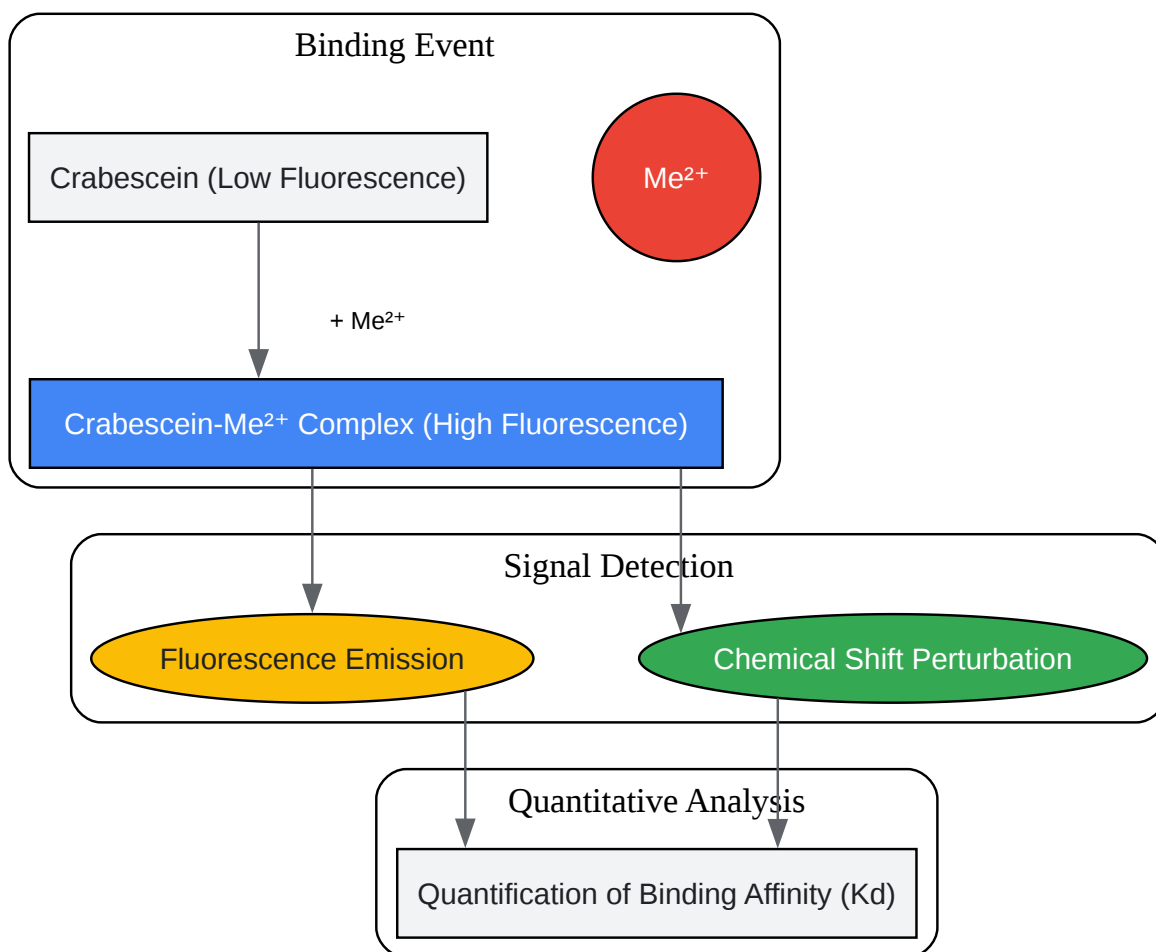 Binding Event
Crabescein (Low Fluorescence)
Me²⁺
+ Me²⁺
Crabescein-Me²⁺ Complex (High Fluorescence)
Signal Detection
Fluorescence Emission
Chemical Shift Perturbation
Quantitative Analysis
Quantification of Binding Affinity (Kd)